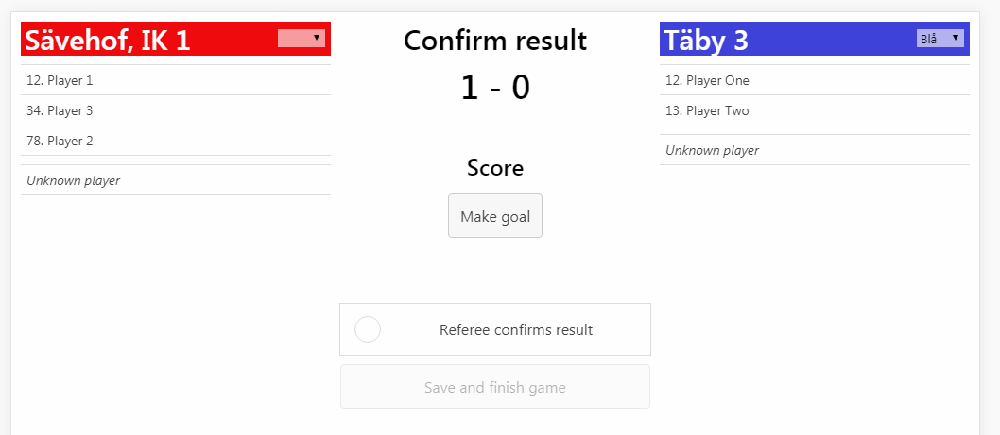 Sävehof, IK 1
12. Player 1
34. Player 3
78. Player 2
Unknown player
Confirm result
1 - 0
Score
Make goal
Referee confirms result
Save and finish game
Täby 3
Blå
12. Player One
13. Player Two
Unknown player